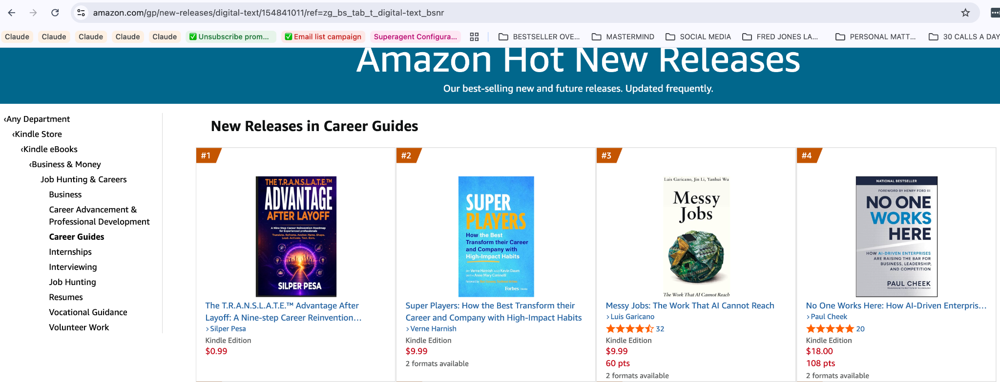 amazon.com/gp/new-releases/digital-text/154841011/ref=zg_bs_tab_t_digital-text_bsnr
Claude
Claude
Claude
Claude
Claude
✅Unsubscribe prom...
✅Email list campaign
Superagent Configura...
BESTSELLER OVE...
MASTERMIND
SOCIAL MEDIA
FRED JONES LA...
PERSONAL MATT...
30 CALLS A DAY
Amazon Hot New Releases
Our best-selling new and future releases. Updated frequently.
‹Any Department
‹Kindle Store
‹Kindle eBooks
‹Business & Money
Job Hunting & Careers
Business
Career Advancement &
Professional Development
Career Guides
Internships
Interviewing
Job Hunting
Resumes
Vocational Guidance
Volunteer Work
New Releases in Career Guides
#1
THE T.R.A.N.S.L.A.T.E.™
ADVANTAGE
AFTER LAYOFF
A Nine Step Career Reinvention Roadmap
for Experienced professionals
Translate. Reframe. Anchor. Name. Shape.
Lead. Activate. Test. Earn.
SILPER PESA
The T.R.A.N.S.L.A.T.E.™ Advantage After
Layoff: A Nine-step Career Reinvention…
›Silper Pesa
Kindle Edition
$0.99
#2
SUPER
PLAYERS
How the Best
Transform their Career
and Company with
High-Impact Habits
BY Verne Harnish AND Kevin Daum
WITH Anne Mary Ciminelli
Foreword by
Forbes | Books
Super Players: How the Best Transform their
Career and Company with High-Impact Habits
›Verne Harnish
Kindle Edition
$9.99
2 formats available
#3
Luis Garicano, Jin Li, Yanhui Wu
Messy
Jobs
The Work That AI Cannot Reach
Messy Jobs: The Work That AI Cannot Reach
›Luis Garicano
32
Kindle Edition
$9.99
60 pts
2 formats available
#4
NATIONAL BESTSELLER
FOREWORD BY HENRY FORD III
NO ONE
WORKS
HERE
HOW AI-DRIVEN ENTERPRISES
ARE RAISING THE BAR FOR
BUSINESS, LEADERSHIP,
AND COMPETITION
PAUL CHEEK
MASSACHUSETTS INSTITUTE OF TECHNOLOGY
No One Works Here: How AI-Driven Enterpris…
›Paul Cheek
20
Kindle Edition
$18.00
108 pts
2 formats available